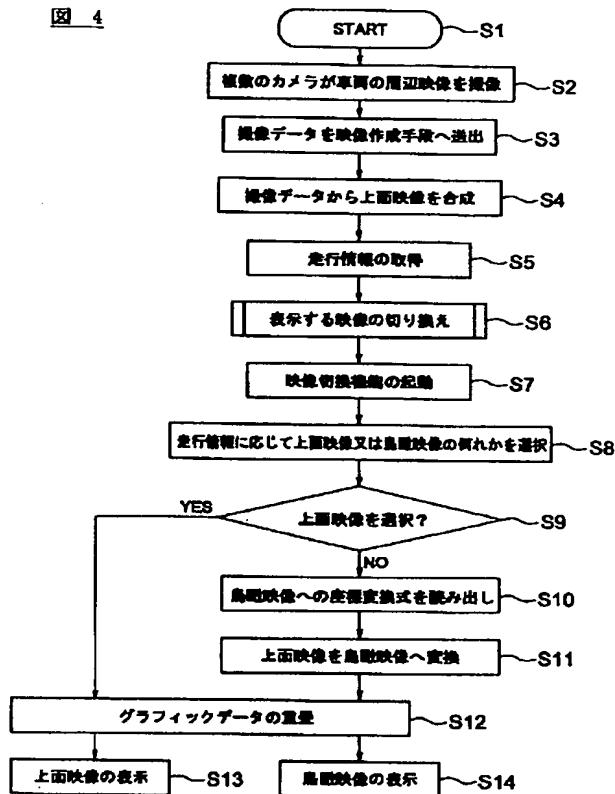 図 4
START
S1
複数のカメラが車両の周辺映像を撮像
S2
撮像データを映像作成手段へ送出
S3
撮像データから上面映像を合成
S4
走行情報の取得
S5
表示する映像の切り換え
S6
映像切換機能の起動
S7
走行情報に応じて上面映像又は鳥瞰映像の何れかを選択
S8
YES
上面映像を選択?
S9
NO
鳥瞰映像への座標変換式を読み出し
S10
上面映像を鳥瞰映像へ変換
S11
グラフィックデータの重畳
S12
上面映像の表示
S13
鳥瞰映像の表示
S14